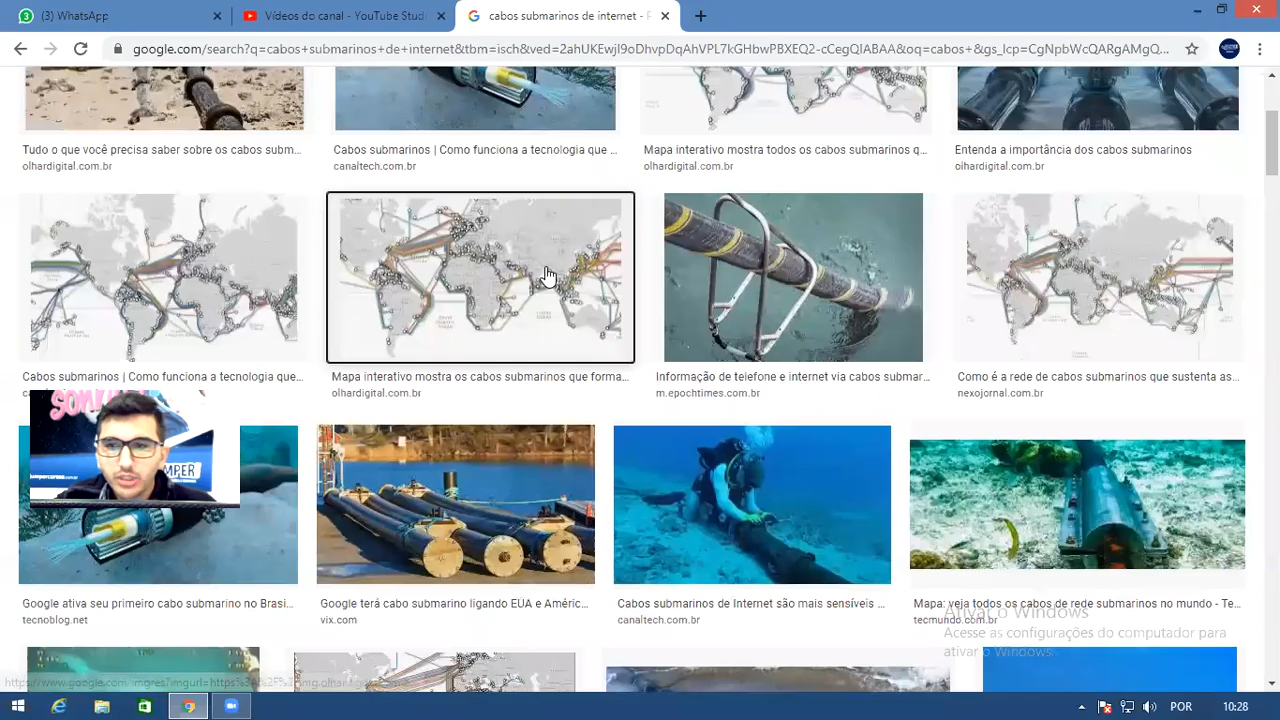 (3) WhatsApp
Vídeos do canal - YouTube Studi
cabos submarinos de internet - P
google.com/search?q=cabos+submarinos+de+internet&tbm=isch&ved=2ahUKEwjI9oDhvpDqAhVPL7kGHbwPBXEQ2-cCegQIABAA&oq=cabos+&gs_lcp=CgNpbWcQARgAMgQ...
Tudo o que você precisa saber sobre os cabos subm...
olhardigital.com.br
Cabos submarinos | Como funciona a tecnologia que ...
canaltech.com.br
Mapa interativo mostra todos os cabos submarinos q...
olhardigital.com.br
Entenda a importância dos cabos submarinos
olhardigital.com.br
Cabos submarinos | Como funciona a tecnologia que...
Mapa interativo mostra os cabos submarinos que forma...
olhardigital.com.br
Informação de telefone e internet via cabos submar...
m.epochtimes.com.br
Como é a rede de cabos submarinos que sustenta as...
nexojornal.com.br
Google ativa seu primeiro cabo submarino no Brasi...
tecnoblog.net
Google terá cabo submarino ligando EUA e Améric...
vix.com
Cabos submarinos de Internet são mais sensíveis ...
canaltech.com.br
Mapa: veja todos os cabos de rede submarinos no mundo - Te...
tecmundo.com.br
Ativar o Windows
Acesse as configurações do computador para
ativar o Windows.
POR
10:28